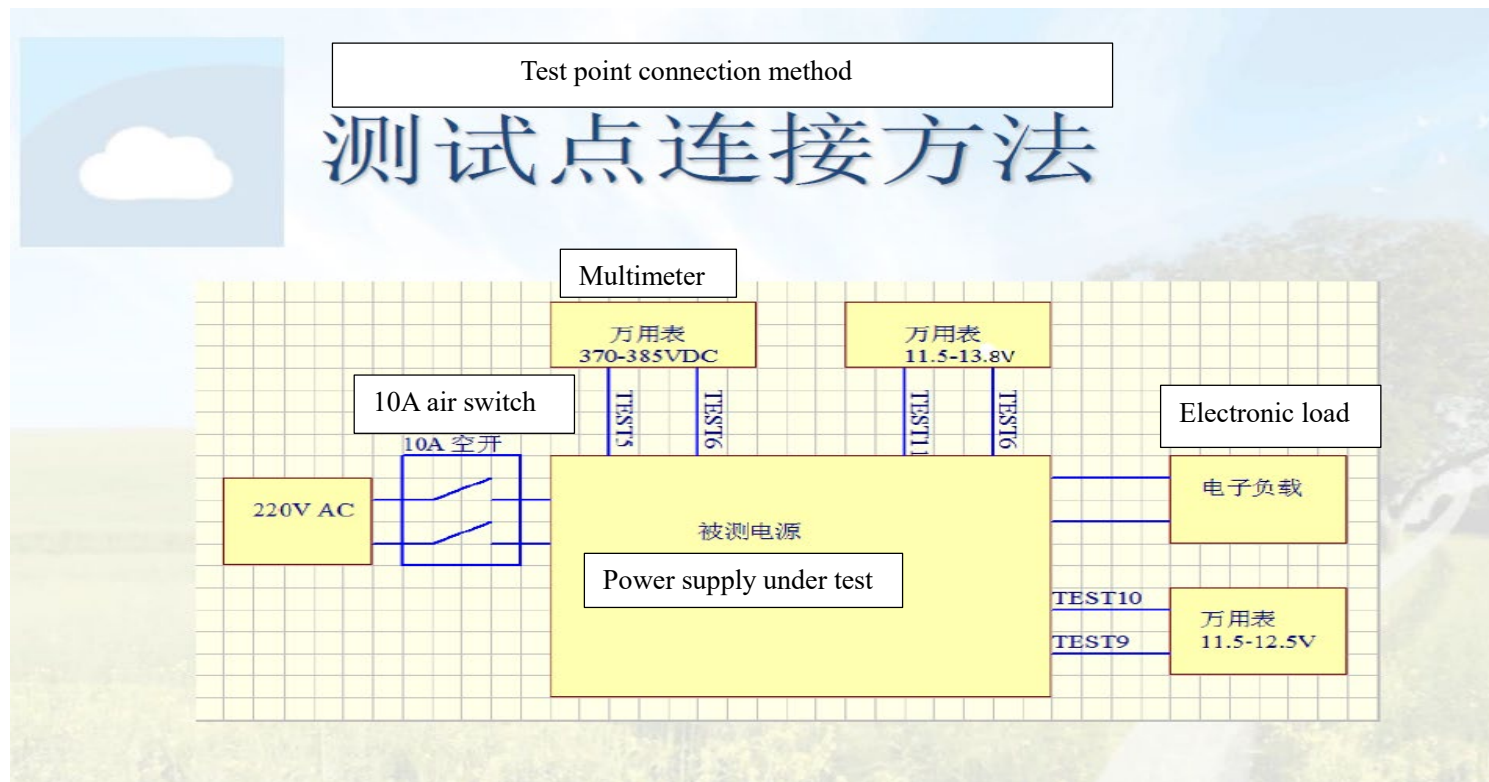 Test point connection method
测试点连接方法
Multimeter
万用表
370-385VDC
万用表
11.5-13.8V
10A air switch
TEST5
TEST6
TEST11
TEST6
Electronic load
10A 空开
220V AC
电子负载
被测电源
Power supply under test
TEST10
TEST9
万用表
11.5-12.5V